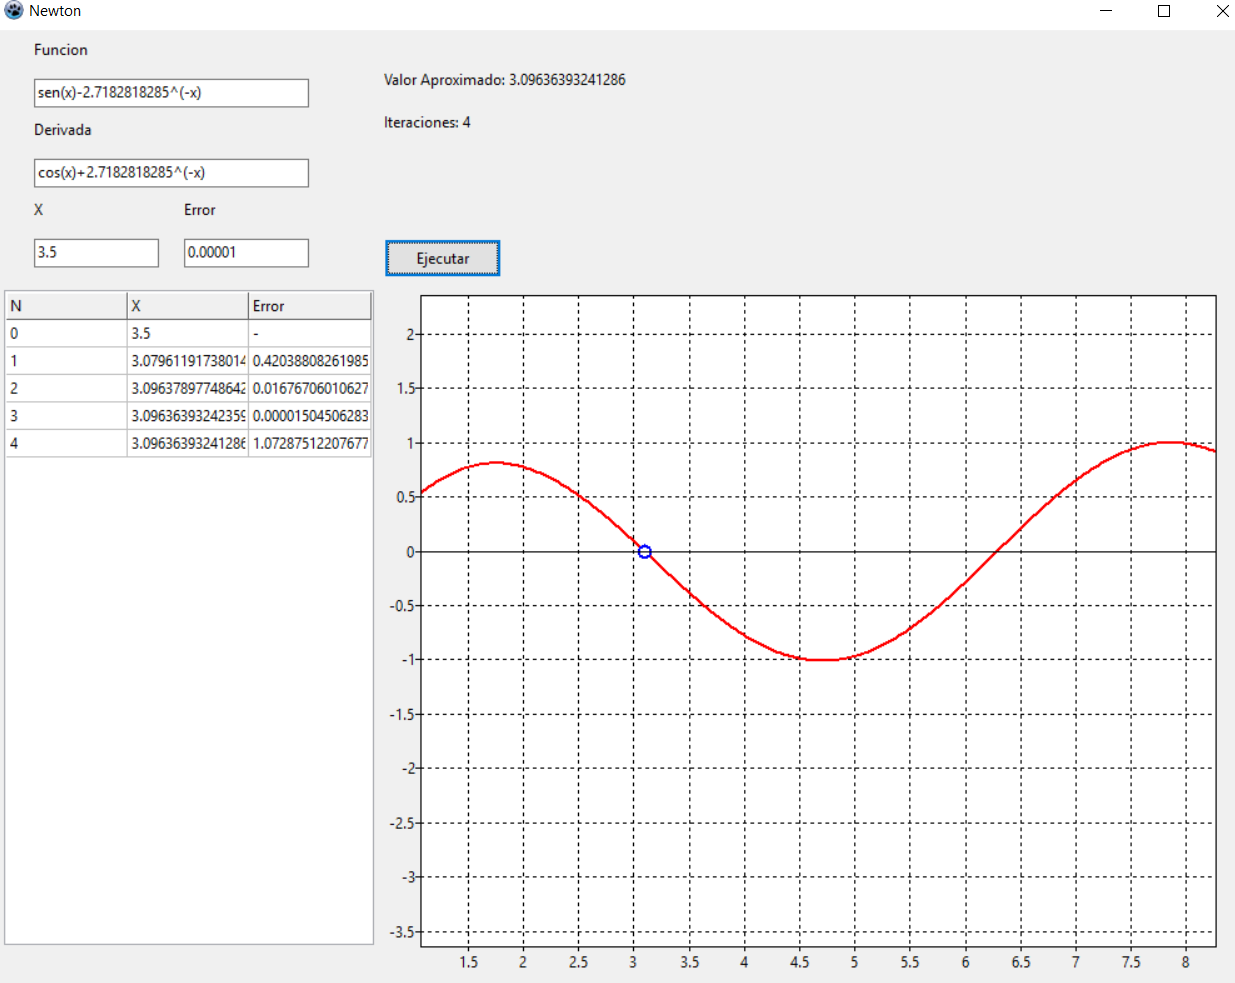 Newton
Funcion
sen(x)-2.7182818285^(-x)
Valor Aproximado: 3.09636393241286
Iteraciones: 4
Derivada
cos(x)+2.7182818285^(-x)
X Error
3.5 0.00001
Ejecutar
N X Error
0 3.5 -
1 3.07961191738014 0.42038808261985
2 3.09637897748642 0.01676706010627
3 3.09636393242359 0.00001504506283
4 3.09636393241286 1.07287512207677
2
1.5
1
0.5
0
-0.5
-1
-1.5
-2
-2.5
-3
-3.5
1.5 2 2.5 3 3.5 4 4.5 5 5.5 6 6.5 7 7.5 8